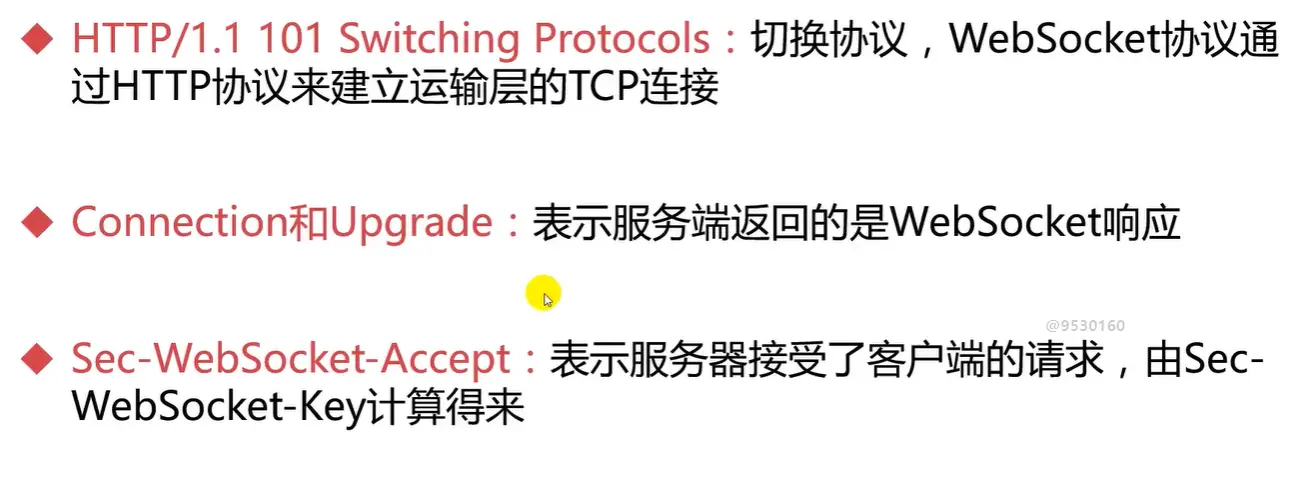 HTTP/1.1 101 Switching Protocols：切换协议，WebSocket协议通
过HTTP协议来建立运输层的TCP连接
Connection和Upgrade：表示服务端返回的是WebSocket响应
@9530160
Sec-WebSocket-Accept：表示服务器接受了客户端的请求，由Sec-
WebSocket-Key计算得来